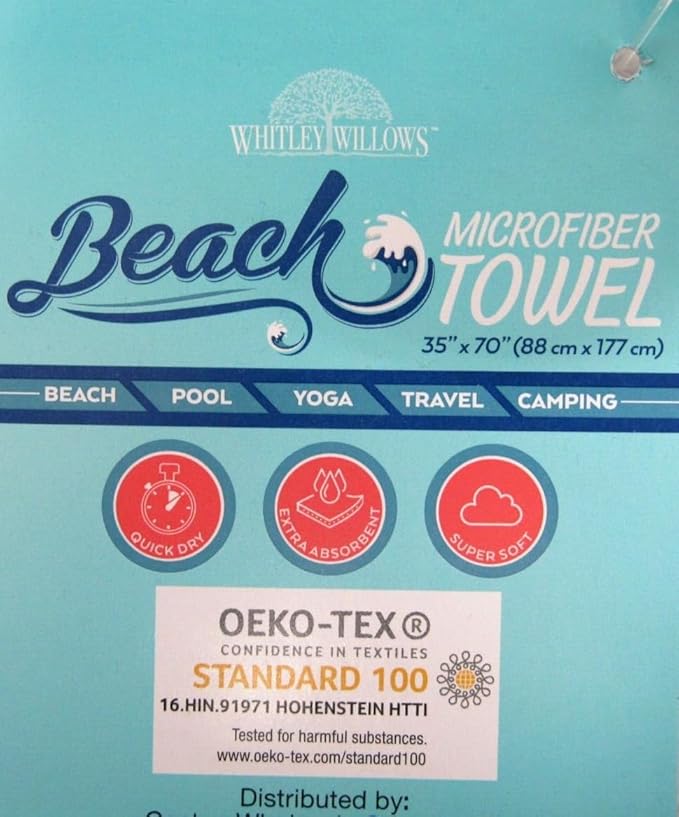 WHITLEY WILLOWS™
Beach
MICROFIBER
TOWEL
35" x 70" (88 cm x 177 cm)
BEACH POOL YOGA TRAVEL CAMPING
QUICK DRY
EXTRA ABSORBENT
SUPER SOFT
OEKO-TEX®
CONFIDENCE IN TEXTILES
STANDARD 100
16.HIN.91971 HOHENSTEIN HTTI
Tested for harmful substances.
www.oeko-tex.com/standard100
Distributed by: